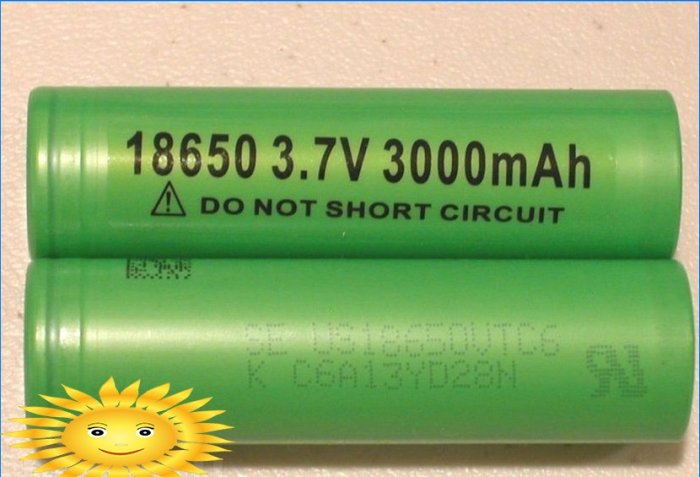 18650 3.7V 3000mAh
DO NOT SHORT CIRCUIT
SE US18650VTC6
K C6A13YD28N